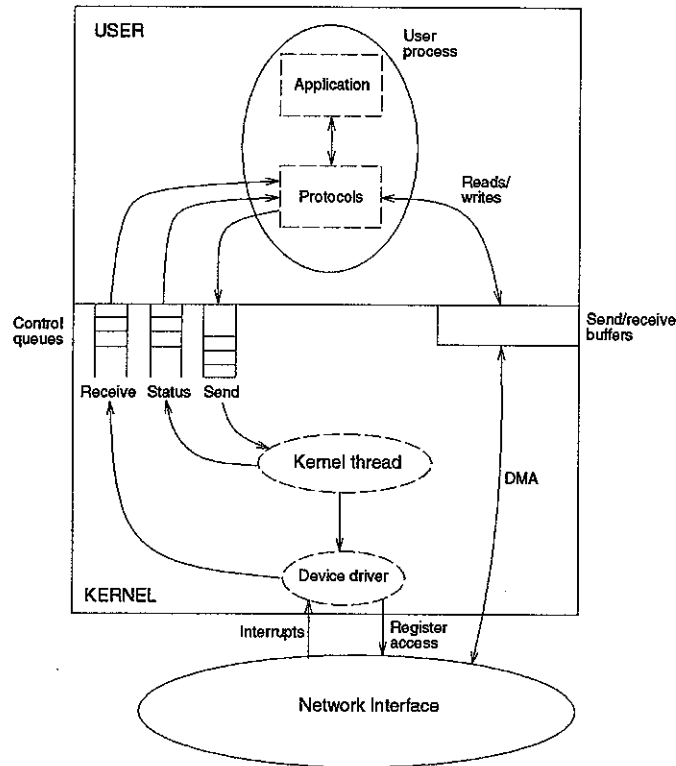 USER
User
process
Application
Protocols
Reads/
writes
Control
queues
Send/receive
buffers
Receive
Status
Send
Kernel thread
DMA
Device driver
KERNEL
Interrupts
Register
access
Network Interface